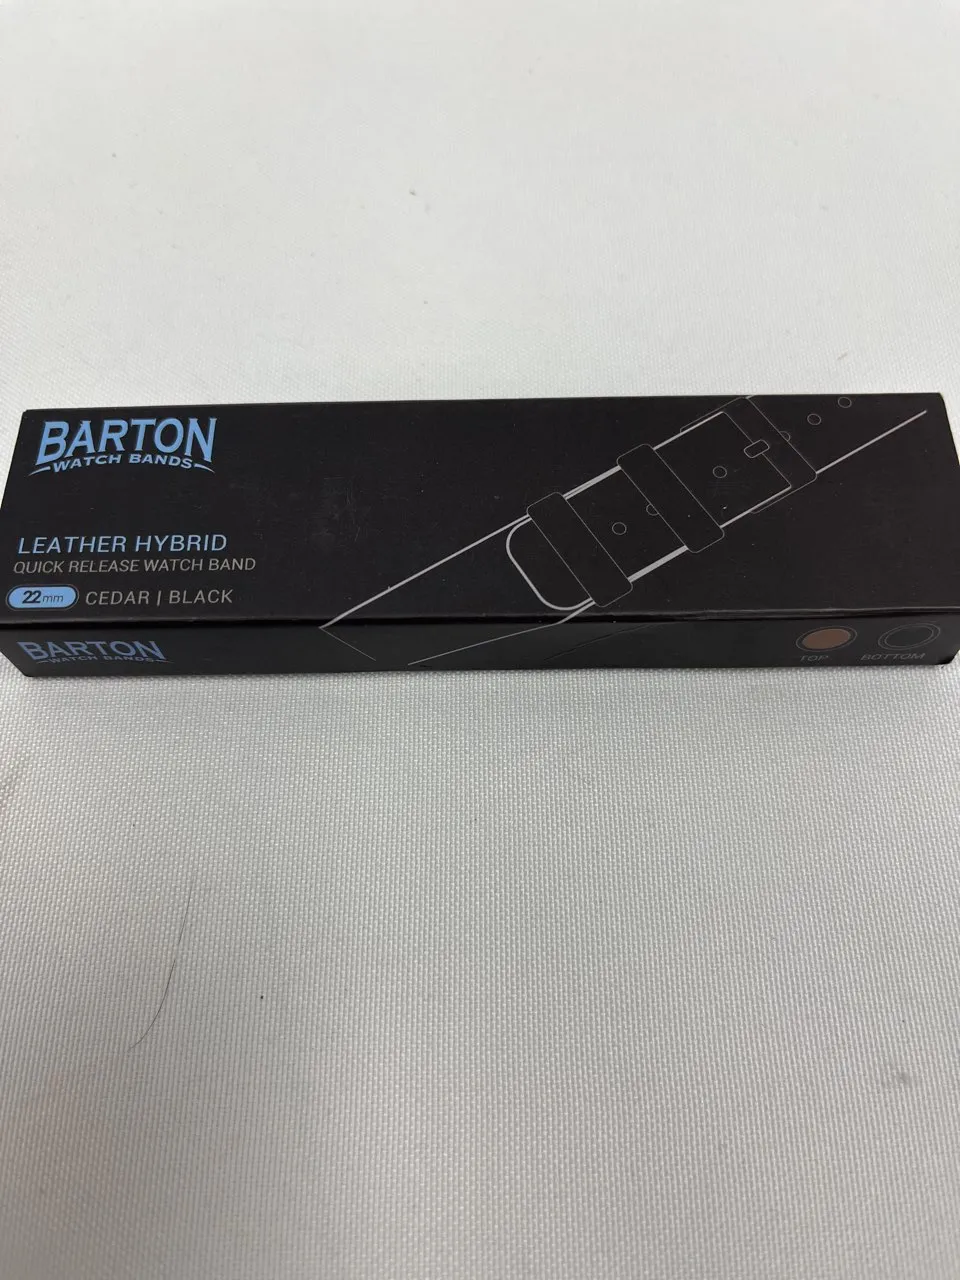 BARTON
WATCH BANDS
LEATHER HYBRID
QUICK RELEASE WATCH BAND
22mm CEDAR | BLACK
BARTON
WATCH BANDS
TOP BOTTOM